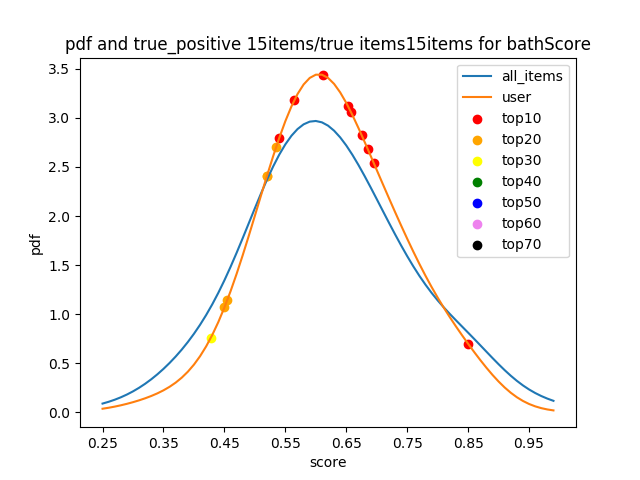 pdf and true_positive 15items/true items15items for bathScore
3.5
3.0
2.5
2.0
1.5
1.0
0.5
0.0
pdf
all_items
user
top10
top20
top30
top40
top50
top60
top70
0.25 0.35 0.45 0.55 0.65 0.75 0.85 0.95
score